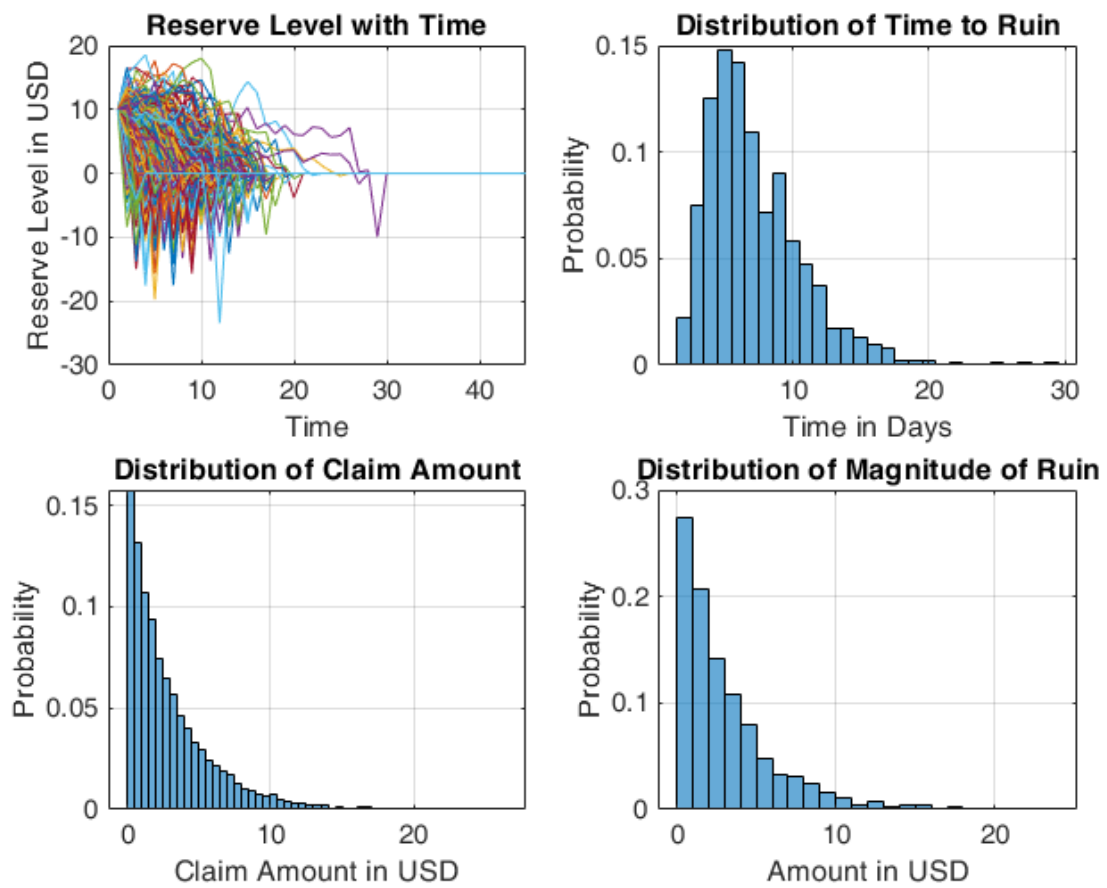 Reserve Level with Time
20
10
0
-10
-20
-30
0
10
20
30
40
Reserve Level in USD
Time
Distribution of Time to Ruin
0.15
0.1
0.05
0
10
20
30
Probability
Time in Days
Distribution of Claim Amount
0.15
0.1
0.05
0
0
10
20
Probability
Claim Amount in USD
Distribution of Magnitude of Ruin
0.3
0.2
0.1
0
0
10
20
Probability
Amount in USD